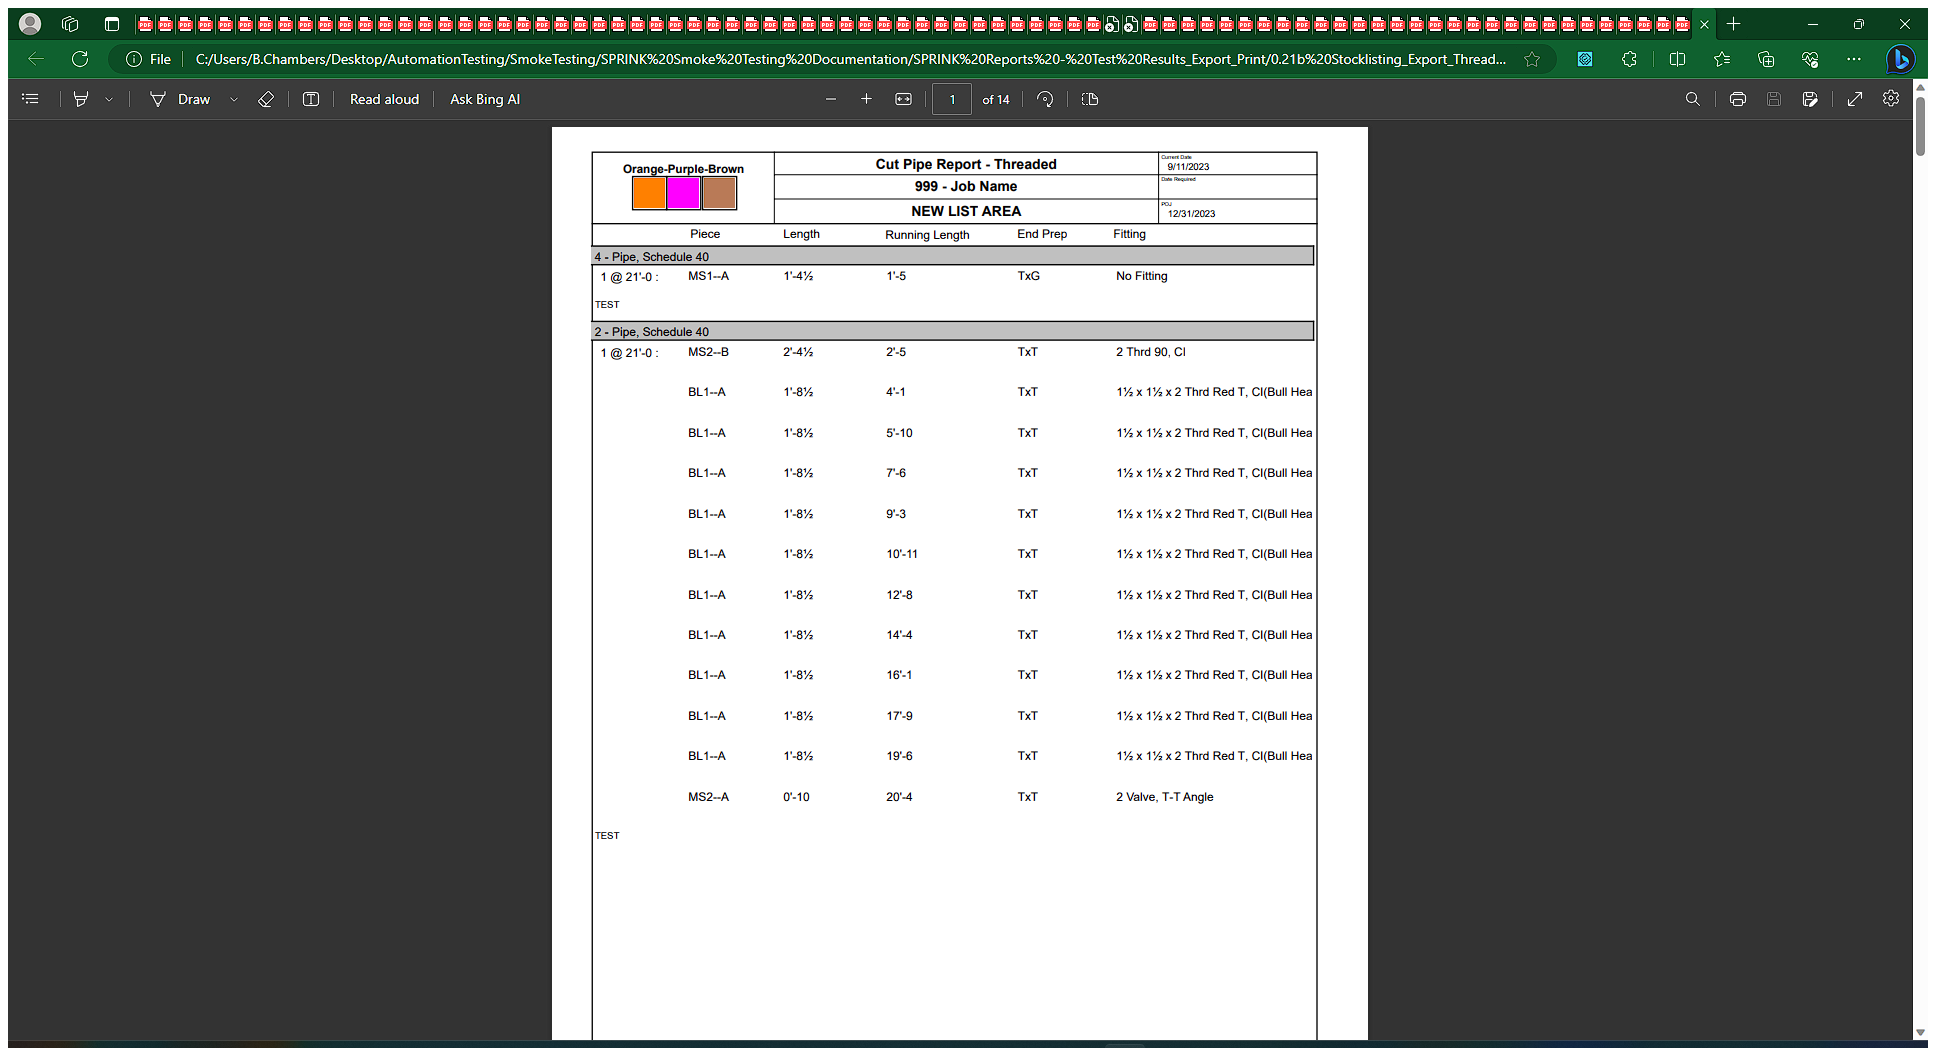 File
C:/Users/B.Chambers/Desktop/AutomationTesting/SmokeTesting/SPRINK%20Smoke%20Testing%20Documentation/SPRINK%20Reports%20-%20Test%20Results_Export_Print/0.21b%20Stocklisting_Export_Thread...
Draw
Read aloud
Ask Bing AI
1 of 14
Orange-Purple-Brown
Cut Pipe Report - Threaded
999 - Job Name
NEW LIST AREA
Current Date
9/11/2023
Date Required
POJ
12/31/2023
Piece Length Running Length End Prep Fitting
4 - Pipe, Schedule 40
1 @ 21'-0 : MS1--A 1'-4½ 1'-5 TxG No Fitting
TEST
2 - Pipe, Schedule 40
1 @ 21'-0 : MS2--B 2'-4½ 2'-5 TxT 2 Thrd 90, CI
BL1--A 1'-8½ 4'-1 TxT 1½ x 1½ x 2 Thrd Red T, CI(Bull Hea
BL1--A 1'-8½ 5'-10 TxT 1½ x 1½ x 2 Thrd Red T, CI(Bull Hea
BL1--A 1'-8½ 7'-6 TxT 1½ x 1½ x 2 Thrd Red T, CI(Bull Hea
BL1--A 1'-8½ 9'-3 TxT 1½ x 1½ x 2 Thrd Red T, CI(Bull Hea
BL1--A 1'-8½ 10'-11 TxT 1½ x 1½ x 2 Thrd Red T, CI(Bull Hea
BL1--A 1'-8½ 12'-8 TxT 1½ x 1½ x 2 Thrd Red T, CI(Bull Hea
BL1--A 1'-8½ 14'-4 TxT 1½ x 1½ x 2 Thrd Red T, CI(Bull Hea
BL1--A 1'-8½ 16'-1 TxT 1½ x 1½ x 2 Thrd Red T, CI(Bull Hea
BL1--A 1'-8½ 17'-9 TxT 1½ x 1½ x 2 Thrd Red T, CI(Bull Hea
BL1--A 1'-8½ 19'-6 TxT 1½ x 1½ x 2 Thrd Red T, CI(Bull Hea
MS2--A 0'-10 20'-4 TxT 2 Valve, T-T Angle
TEST